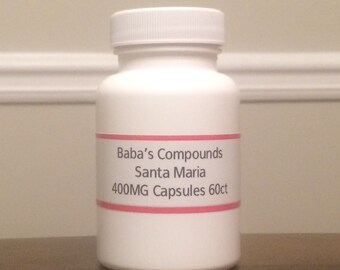 Baba's Compounds
Santa Maria
400MG Capsules 60ct